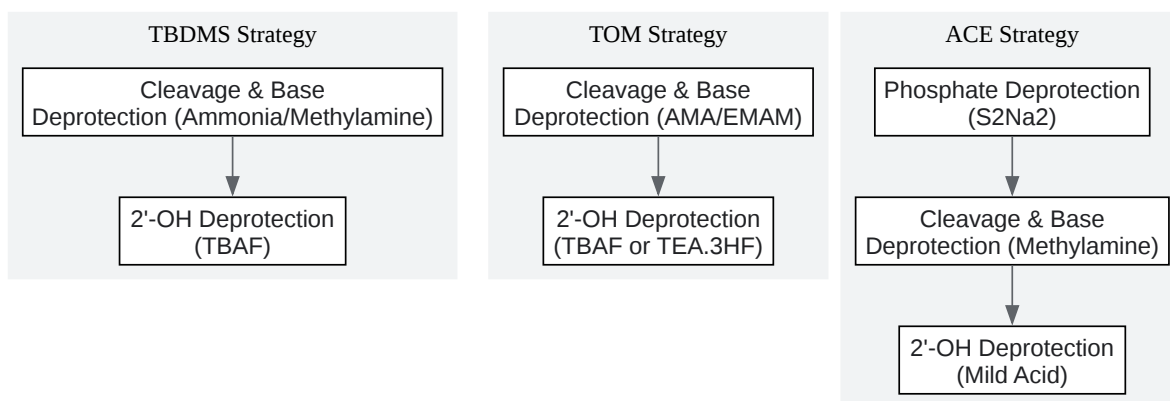 TBDMS Strategy
Cleavage & Base
Deprotection (Ammonia/Methylamine)
2'-OH Deprotection
(TBAF)
TOM Strategy
Cleavage & Base
Deprotection (AMA/EMAM)
2'-OH Deprotection
(TBAF or TEA.3HF)
ACE Strategy
Phosphate Deprotection
(S2Na2)
Cleavage & Base
Deprotection (Methylamine)
2'-OH Deprotection
(Mild Acid)